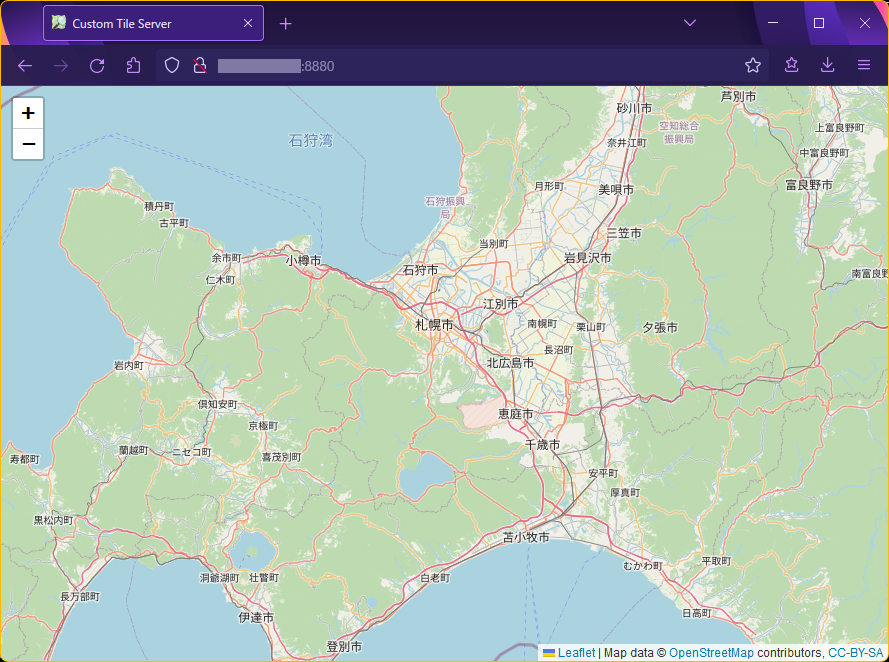 Custom Tile Server
:8880
+
−
芦別市
砂川市
上富良野町
空知総合
振興局
奈井江町
石狩湾
中富良野町
月形町
美唄市
富良野市
石狩振興
局
積丹町
古平町
三笠市
当別町
余市町
小樽市
岩見沢市
石狩市
南富良野
仁木町
江別市
札幌市
南幌町
栗山町
夕張市
長沼町
岩内町
北広島市
倶知安町
恵庭市
京極町
千歳市
蘭越町
ニセコ町
喜茂別町
寿都町
安平町
厚真町
黒松内町
苫小牧市
むかわ町
平取町
洞爺湖町
壮瞥町
白老町
長万部町
日高町
伊達市
登別市
Leaflet | Map data © OpenStreetMap contributors, CC-BY-SA